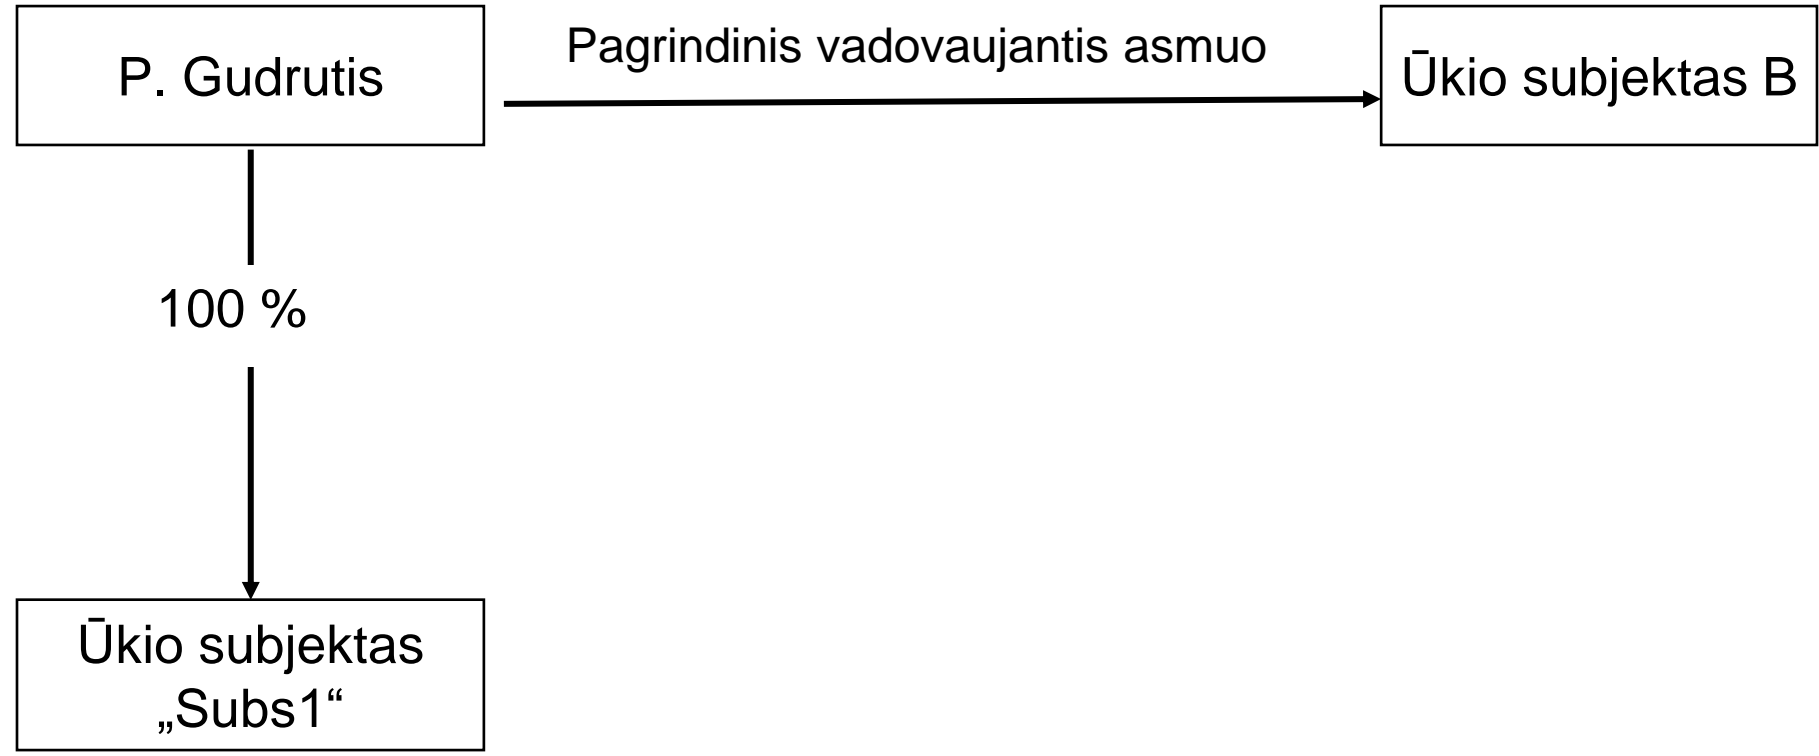 P. Gudrutis
Pagrindinis vadovaujantis asmuo
Ūkio subjektas B
100 %
Ūkio subjektas
„Subs1“